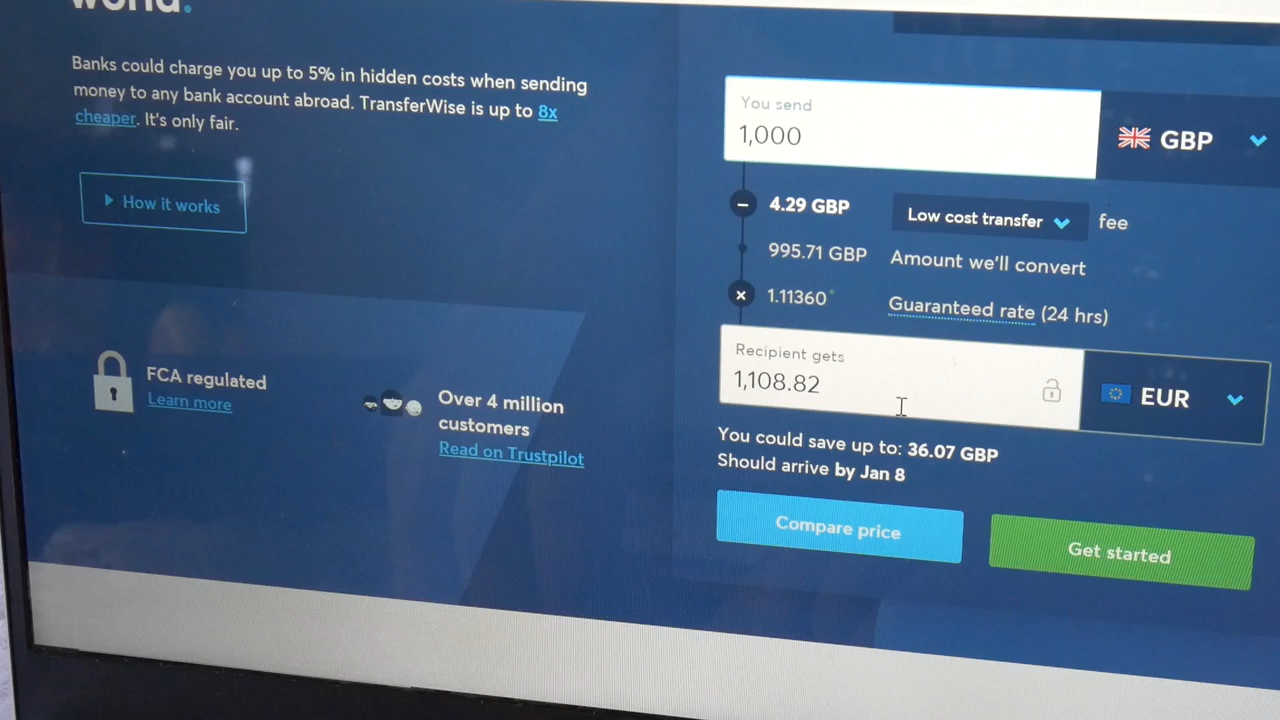 world.
Banks could charge you up to 5% in hidden costs when sending
money to any bank account abroad. TransferWise is up to 8x
cheaper. It's only fair.
How it works
FCA regulated
Learn more
Over 4 million
customers
Read on Trustpilot
You send
1,000
GBP
4.29 GBP Low cost transfer fee
995.71 GBP Amount we'll convert
1.11360* Guaranteed rate (24 hrs)
Recipient gets
1,108.82
EUR
You could save up to: 36.07 GBP
Should arrive by Jan 8
Compare price
Get started